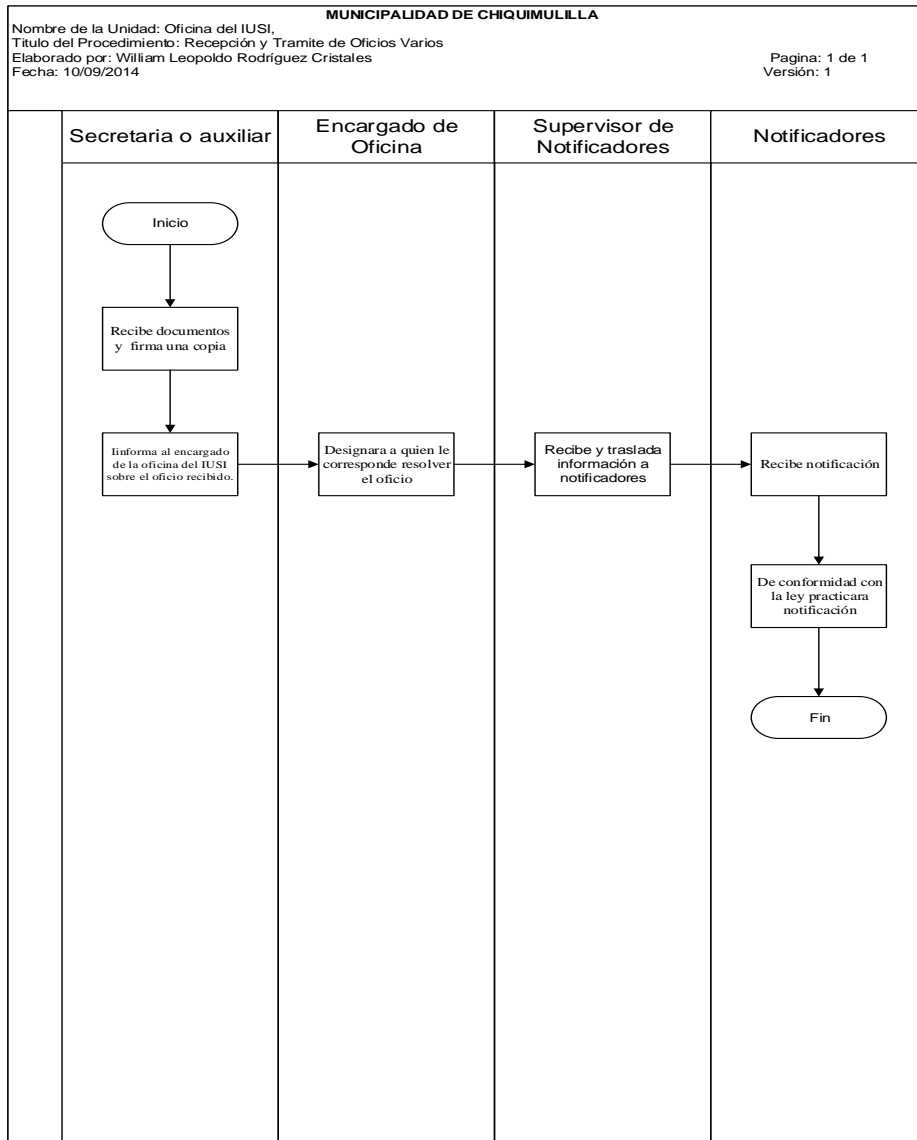 MUNICIPALIDAD DE CHIQUIMULILLA
Nombre de la Unidad: Oficina del IUSI,
Titulo del Procedimiento: Recepción y Tramite de Oficios Varios
Elaborado por: William Leopoldo Rodríguez Cristales
Pagina: 1 de 1
Fecha: 10/09/2014
Versión: 1
Secretaria o auxiliar
Encargado de
Oficina
Supervisor de
Notificadores
Notificadores
Inicio
Recibe documentos
y firma una copia
Iinforma al encargado
de la oficina del IUSI
sobre el oficio recibido.
Designara a quien le
corresponde resolver
el oficio
Recibe y traslada
información a
notificadores
Recibe notificación
De conformidad con
la ley practicara
notificación
Fin